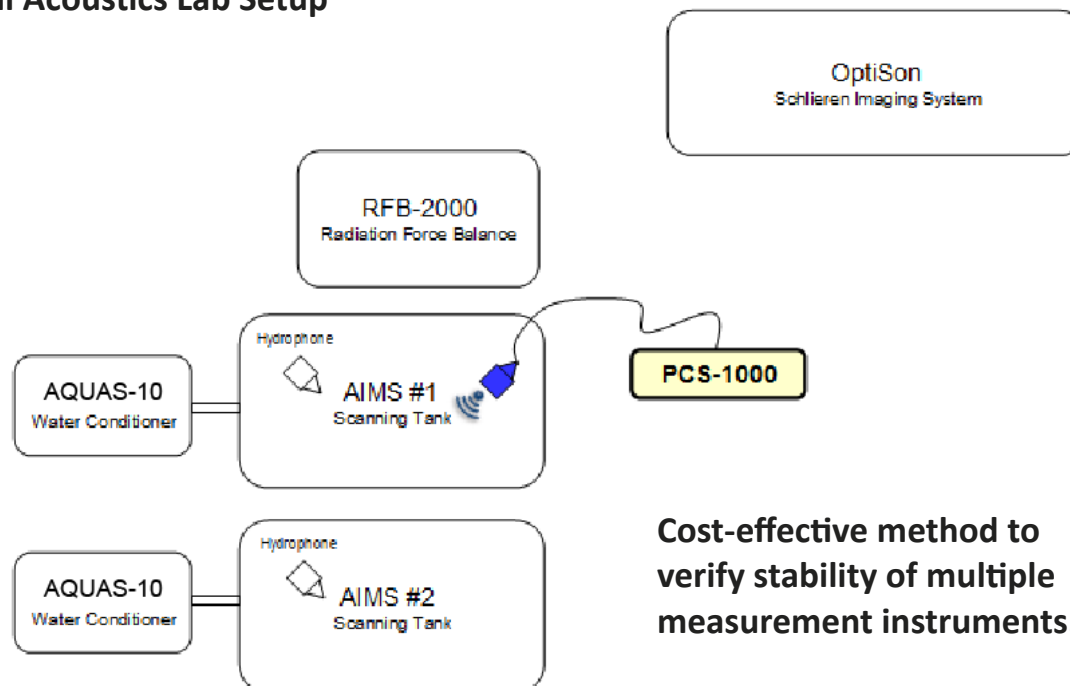 Acoustics Lab Setup
OptiSon
Schlieren Imaging System
RFB-2000
Radiation Force Balance
Hydrophone
AQUAS-10
Water Conditioner
AIMS #1
Scanning Tank
PCS-1000
Hydrophone
AQUAS-10
Water Conditioner
AIMS #2
Scanning Tank
Cost-effective method to
verify stability of multiple
measurement instruments